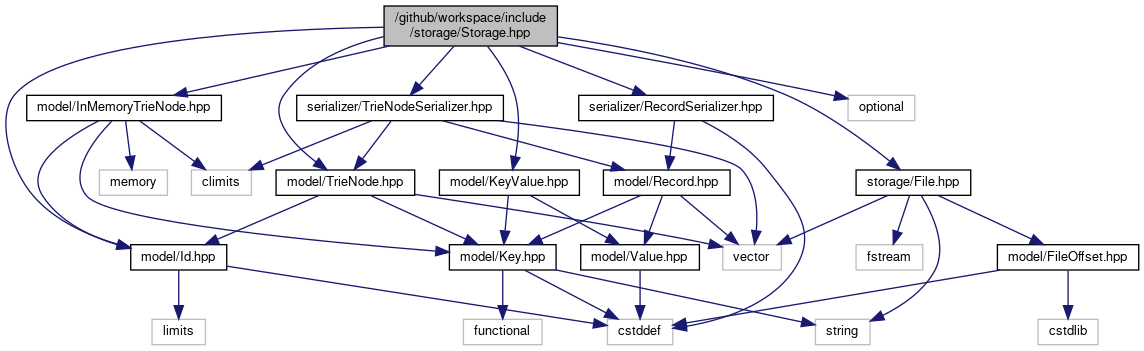 /github/workspace/include
/storage/Storage.hpp
model/InMemoryTrieNode.hpp
serializer/TrieNodeSerializer.hpp
serializer/RecordSerializer.hpp
optional
memory
climits
model/TrieNode.hpp
model/KeyValue.hpp
model/Record.hpp
storage/File.hpp
model/Id.hpp
model/Key.hpp
model/Value.hpp
vector
fstream
model/FileOffset.hpp
limits
functional
cstddef
string
cstdlib